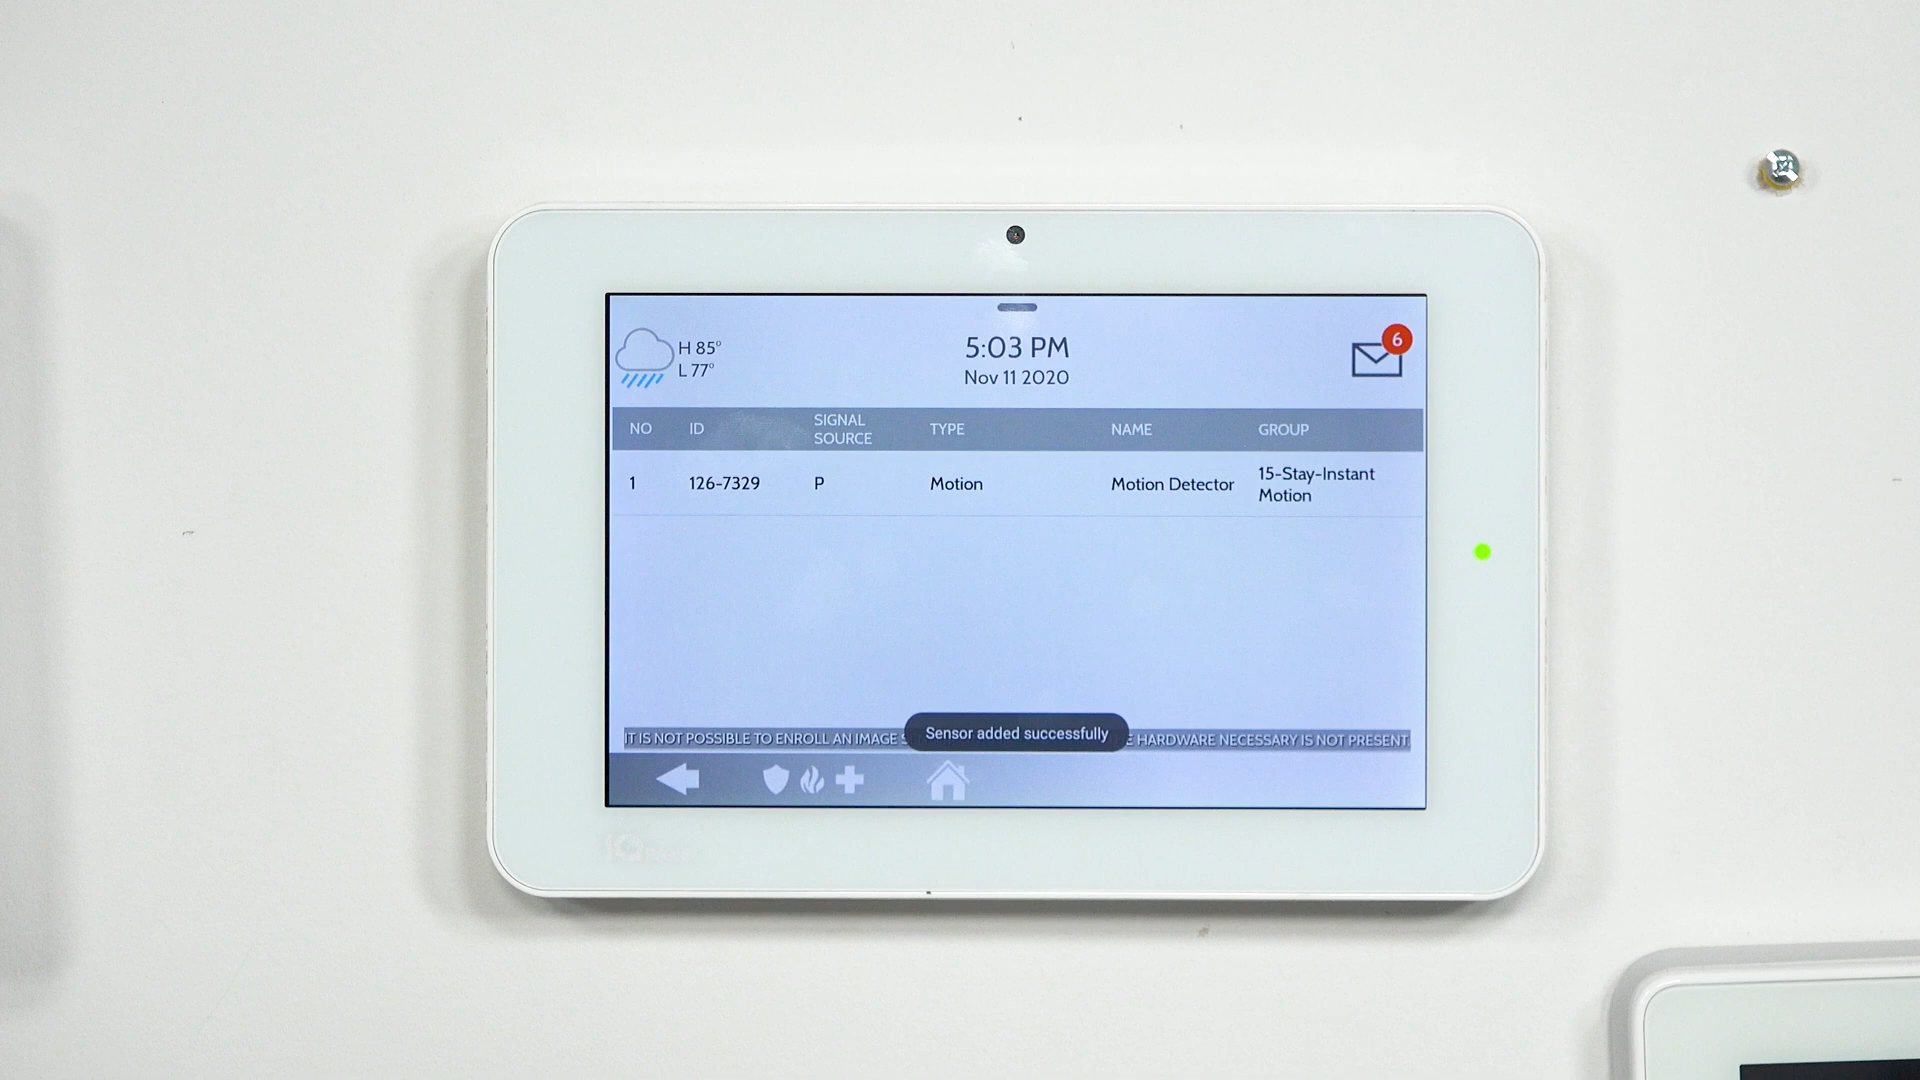 H 85°
L 77°
5:03 PM
Nov 11 2020
6
NO ID SIGNAL SOURCE TYPE NAME GROUP
1 126-7329 P Motion Motion Detector 15-Stay-Instant Motion
IT IS NOT POSSIBLE TO ENROLL AN IMAGE HARDWARE NECESSARY IS NOT PRESENT
Sensor added successfully
IQ